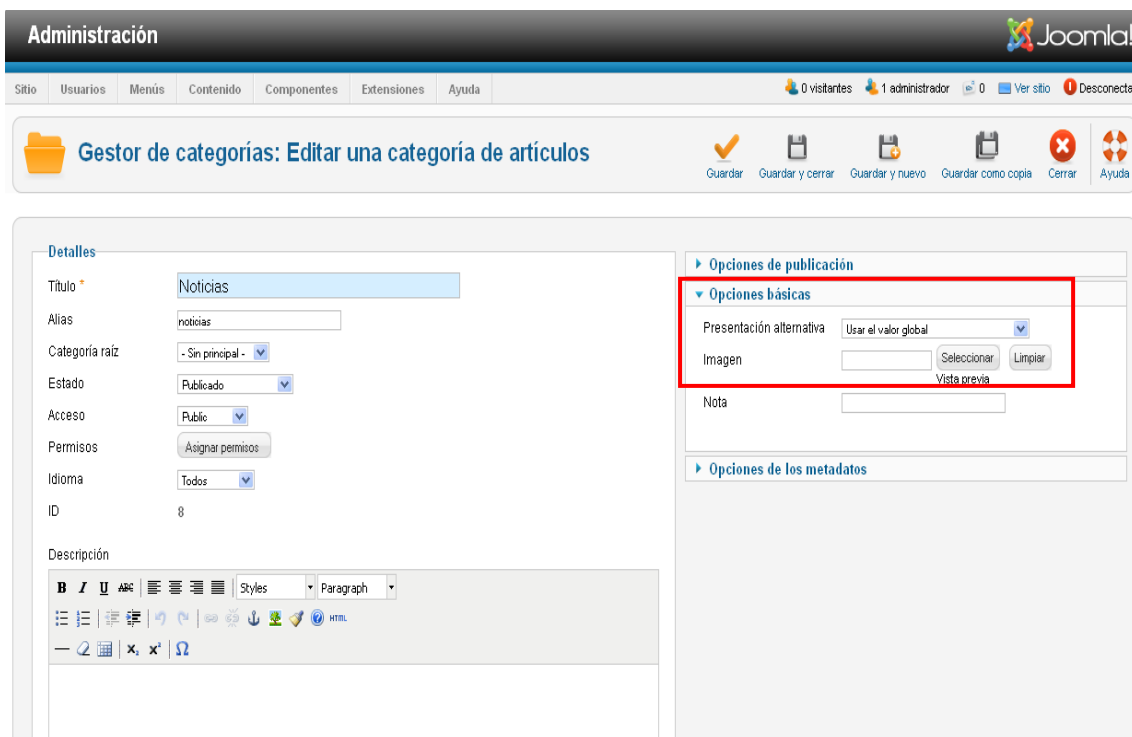 Administración
Joomla!
Sitio Usuarios Menús Contenido Componentes Extensiones Ayuda
0 visitantes 1 administrador 0 Ver sitio Desconecta
Gestor de categorías: Editar una categoría de artículos
Guardar Guardar y cerrar Guardar y nuevo Guardar como copia Cerrar Ayuda
Detalles
Título *
Noticias
Alias
noticias
Categoría raíz
- Sin principal -
Estado
Publicado
Acceso
Public
Permisos
Asignar permisos
Idioma
Todos
ID
8
Descripción
B I U ABC Styles Paragraph
HTML
x₂ x² Ω
Opciones de publicación
Opciones básicas
Presentación alternativa
Usar el valor global
Imagen
Seleccionar Limpiar
Vista previa
Nota
Opciones de los metadatos